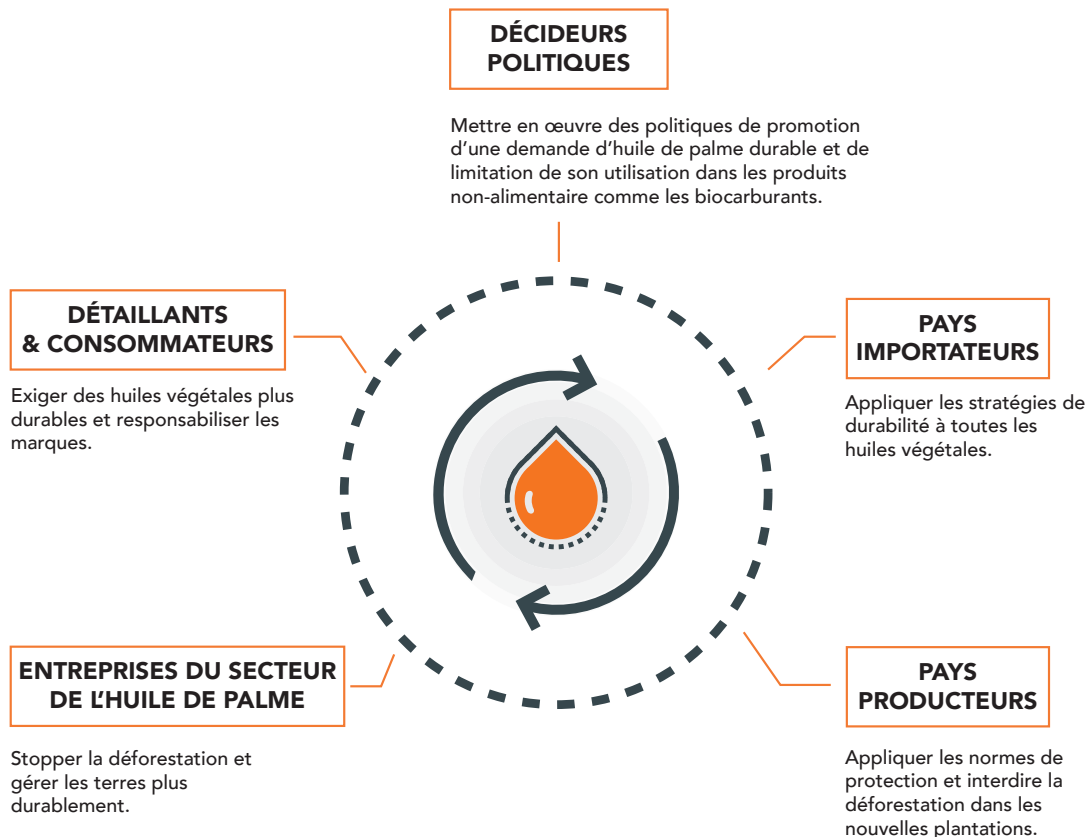 DÉCIDEURS
POLITIQUES
Mettre en œuvre des politiques de promotion
d’une demande d’huile de palme durable et de
limitation de son utilisation dans les produits
non-alimentaire comme les biocarburants.
DÉTAILLANTS
& CONSOMMATEURS
Exiger des huiles végétales plus
durables et responsabiliser les
marques.
PAYS
IMPORTATEURS
Appliquer les stratégies de
durabilité à toutes les
huiles végétales.
ENTREPRISES DU SECTEUR
DE L’HUILE DE PALME
Stopper la déforestation et
gérer les terres plus
durablement.
PAYS
PRODUCTEURS
Appliquer les normes de
protection et interdire la
déforestation dans les
nouvelles plantations.